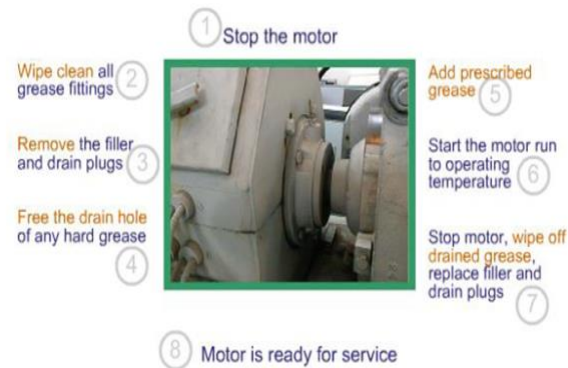 1 Stop the motor
2 Wipe clean all
grease fittings
3 Remove the filler
and drain plugs
4 Free the drain hole
of any hard grease
5 Add prescribed
grease
6 Start the motor run
to operating
temperature
7 Stop motor, wipe off
drained grease,
replace filler and
drain plugs
8 Motor is ready for service